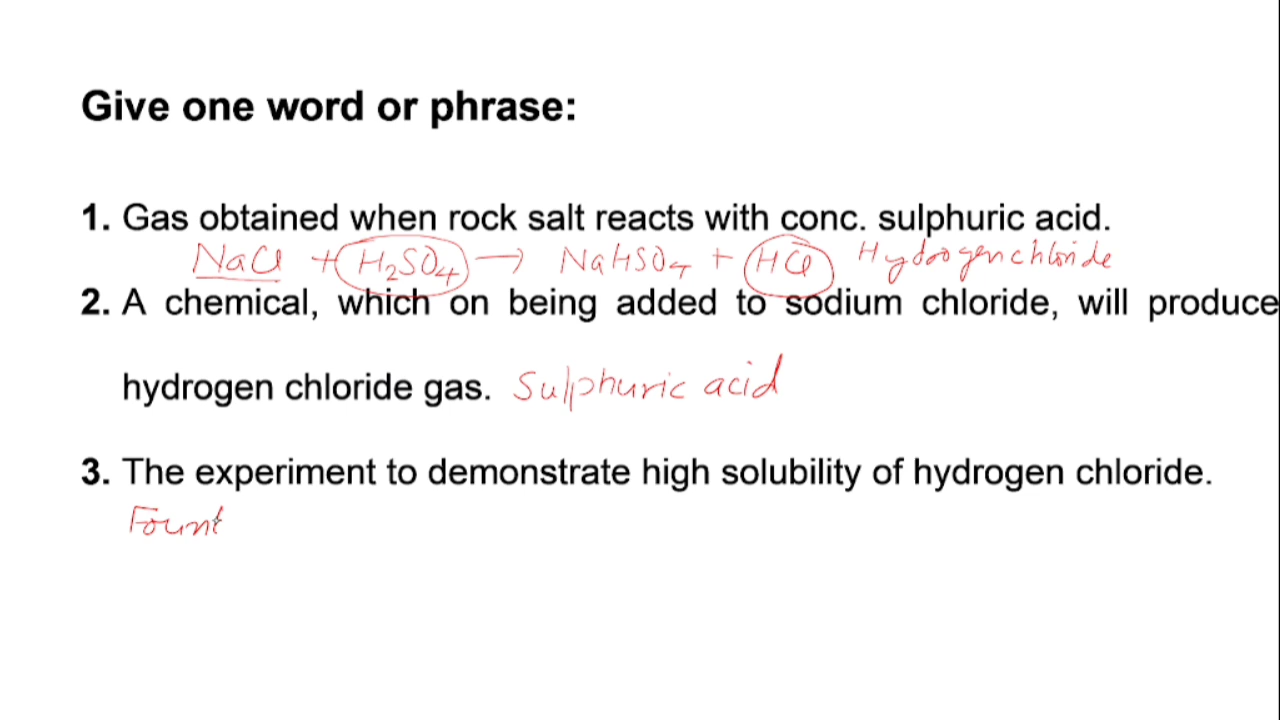 Give one word or phrase:
1. Gas obtained when rock salt reacts with conc. sulphuric acid.
NaCl + H₂SO₄ → NaHSO₄ + HCl Hydrogen chloride
2. A chemical, which on being added to sodium chloride, will produce
hydrogen chloride gas. Sulphuric acid
3. The experiment to demonstrate high solubility of hydrogen chloride.
Fount